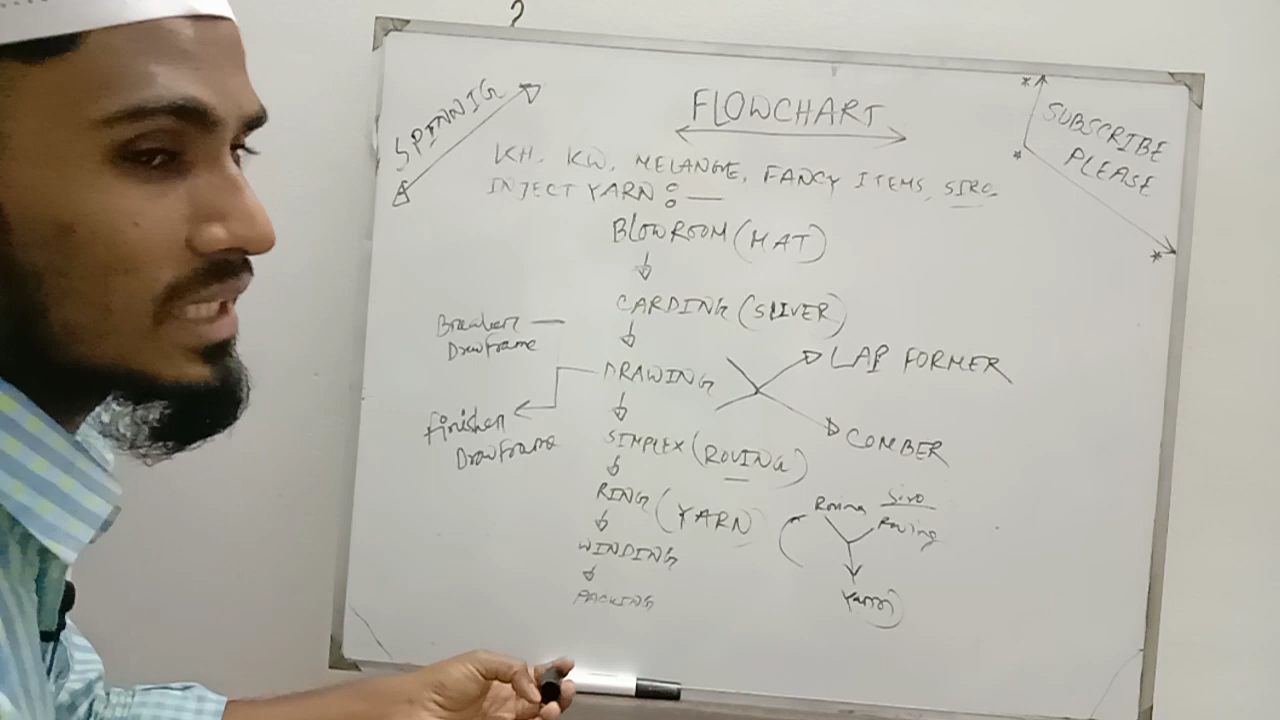 SPINNIG
FLOWCHART
SUBSCRIBE
PLEASE
KH, KW, MELANGE, FANCY ITEMS, SIRO,
INJECT YARN:—
BLOWROOM (MAT)
CARDING (SLIVER)
Breaker —
Drawframe
DRAWING
LAP FORMER
COMBER
Finisher
Drawframe
SIMPLEX (ROVING)
RING (YARN)
WINDING
PACKING
Siro
Roving
Roving
Yarn